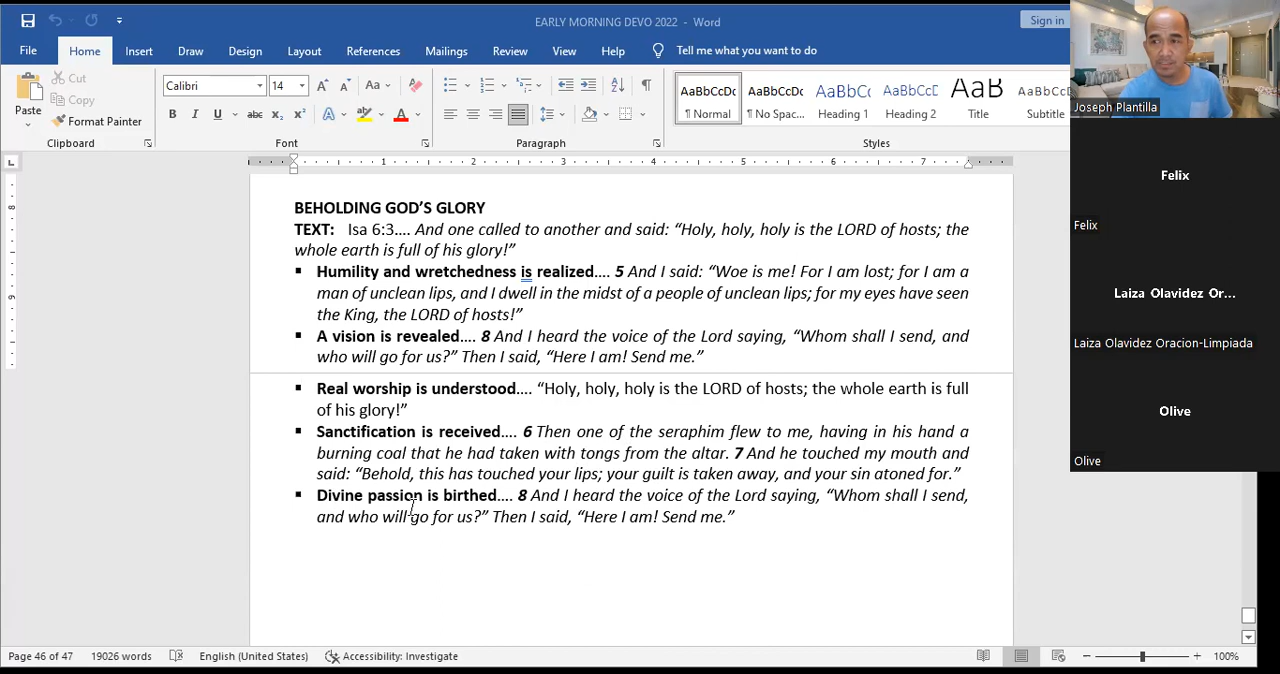 EARLY MORNING DEVO 2022 - Word
Sign in
File Home Insert Draw Design Layout References Mailings Review View Help Tell me what you want to do
Paste
Cut
Copy
Format Painter
Clipboard
Calibri 14
Aa
B I U abc x₂ x² A A
Font
Paragraph
AaBbCcDc AaBbCcDc AaBbCc AaBbCcE AaB AaBbCcD
¶ Normal ¶ No Spac... Heading 1 Heading 2 Title Subtitle
Styles
1 2 3 4 5 6 7
8
9
BEHOLDING GOD’S GLORY
TEXT: Isa 6:3.... And one called to another and said: “Holy, holy, holy is the LORD of hosts; the
whole earth is full of his glory!”
▪ Humility and wretchedness is realized.... 5 And I said: “Woe is me! For I am lost; for I am a
man of unclean lips, and I dwell in the midst of a people of unclean lips; for my eyes have seen
the King, the LORD of hosts!”
▪ A vision is revealed.... 8 And I heard the voice of the Lord saying, “Whom shall I send, and
who will go for us?” Then I said, “Here I am! Send me.”
▪ Real worship is understood.... “Holy, holy, holy is the LORD of hosts; the whole earth is full
of his glory!”
▪ Sanctification is received.... 6 Then one of the seraphim flew to me, having in his hand a
burning coal that he had taken with tongs from the altar. 7 And he touched my mouth and
said: “Behold, this has touched your lips; your guilt is taken away, and your sin atoned for.”
▪ Divine passion is birthed.... 8 And I heard the voice of the Lord saying, “Whom shall I send,
and who will go for us?” Then I said, “Here I am! Send me.”
Page 46 of 47 19026 words English (United States) Accessibility: Investigate
100%
Joseph Plantilla
Felix
Felix
Laiza Olavidez Or...
Laiza Olavidez Oracion-Limpiada
Olive
Olive